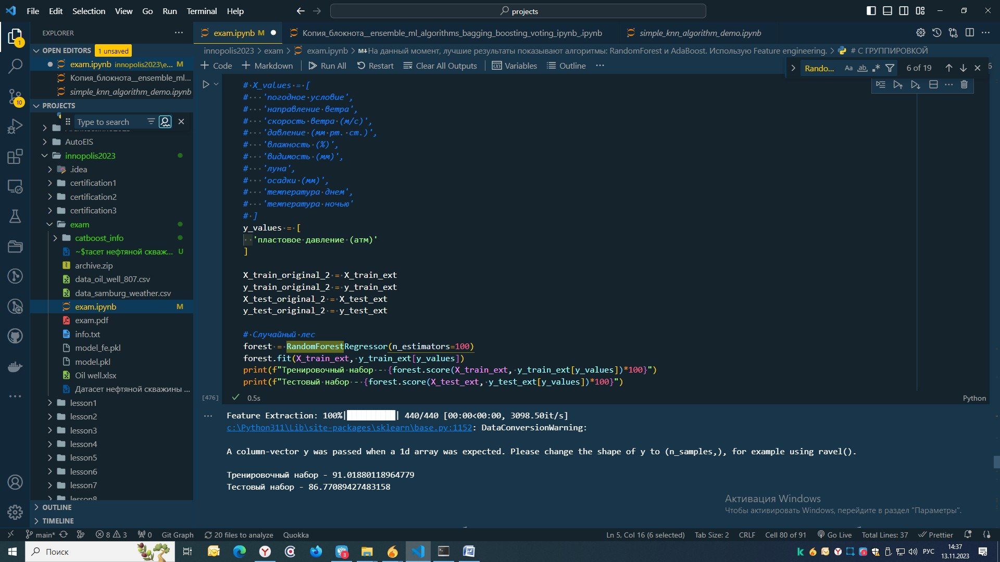 File Edit Selection View Go Run Terminal Help
projects
EXPLORER
exam.ipynb M
Копия_блокнота__ensemble_ml_algorithms_bagging_boosting_voting_ipynb_.ipynb
simple_knn_algorithm_demo.ipynb
1
OPEN EDITORS 1 unsaved
exam.ipynb innopolis2023\e... M
Копия_блокнота__ensemble_ml...
simple_knn_algorithm_demo.ipynb
10
PROJECTS
Type to search
AutoEIS
innopolis2023
.idea
certification1
certification2
certification3
exam
catboost_info
~$тасет нефтяной скваж... U
archive.zip
data_oil_well_807.csv
data_samburg_weather.csv
exam.ipynb M
exam.pdf
info.txt
model_fe.pkl
model.pkl
Oil well.xlsx
Датасет нефтяной скважины ...
lesson1
lesson2
lesson3
lesson4
lesson5
lesson6
lesson7
lesson8
OUTLINE
TIMELINE
innopolis2023 > exam > exam.ipynb > M↓На данный момент, лучшие результаты показывают алгоритмы: RandomForest и AdaBoost. Использую Feature engineering. > # С ГРУППИРОВКОЙ
+ Code + Markdown Run All Restart Clear All Outputs Variables Outline ...
Rando... Aa ab 6 of 19
# X_values = [
# 'погодное условие',
# 'направление ветра',
# 'скорость ветра (м/с)',
# 'давление (мм рт. ст.)',
# 'влажность (%)',
# 'видимость (мм)',
# 'луна',
# 'осадки (мм)',
# 'температура днем',
# 'температура ночью'
# ]
y_values = [
'пластовое давление (атм)'
]
X_train_original_2 = X_train_ext
y_train_original_2 = y_train_ext
X_test_original_2 = X_test_ext
y_test_original_2 = y_test_ext
# Случайный лес
forest = RandomForestRegressor(n_estimators=100)
forest.fit(X_train_ext, y_train_ext[y_values])
print(f"Тренировочный набор - {forest.score(X_train_ext, y_train_ext[y_values])*100}")
print(f"Тестовый набор - {forest.score(X_test_ext, y_test_ext[y_values])*100}")
[476] 0.5s Python
Feature Extraction: 100%|██████████| 440/440 [00:00<00:00, 3098.50it/s]
c:\Python311\Lib\site-packages\sklearn\base.py:1152: DataConversionWarning:
A column-vector y was passed when a 1d array was expected. Please change the shape of y to (n_samples,), for example using ravel().
Тренировочный набор - 91.01880118964779
Тестовый набор - 86.77089427483158
Активация Windows
Чтобы активировать Windows, перейдите в раздел "Параметры".
main* 8 3 0 Git Graph 20 files to analyze Quokka Ln 5, Col 16 (6 selected) Tab Size: 2 CRLF Cell 80 of 91 Go Live Total Lines: 37 Prettier
Поиск
3
РУС
14:37
13.11.2023